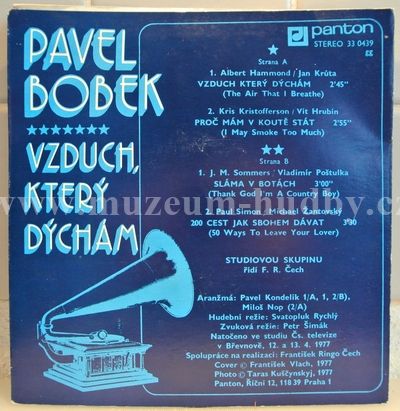 PAVEL
BOBEK
VZDUCH,
KTERÝ
DÝCHÁM
panton
STEREO 33 0439
gg
Strana A
1. Albert Hammond / Jan Krůta
VZDUCH KTERÝ DÝCHÁM 2'45"
(The Air That I Breathe)
2. Kris Kristofferson / Vít Hrubín
PROČ MÁM V KOUTĚ STÁT 2'55"
(I May Smoke Too Much)
Strana B
1. J. M. Sommers / Vladimír Poštulka
SLÁMA V BOTÁCH 3'00"
(Thank God I'm A Country Boy)
2. Paul Simon / Michael Žantovský
200 CEST JAK SBOHEM DÁVAT 3'30
(50 Ways To Leave Your Lover)
STUDIOVOU SKUPINU
řídí F. R. Čech
Aranžmá: Pavel Kondelík 1/A, 1, 2/B),
Miloš Nop (2/A)
Hudební režie: Svatopluk Rychlý
Zvuková režie: Petr Šimák
Natočeno ve studiu Čs. televize
v Břevnově, 12. a 13. 4. 1977
Spolupráce na realizaci: František Ringo Čech
Cover © František Vlach, 1977
Photo © Taras Kuščynskyj, 1977
Panton, Říční 12, 118 39 Praha 1